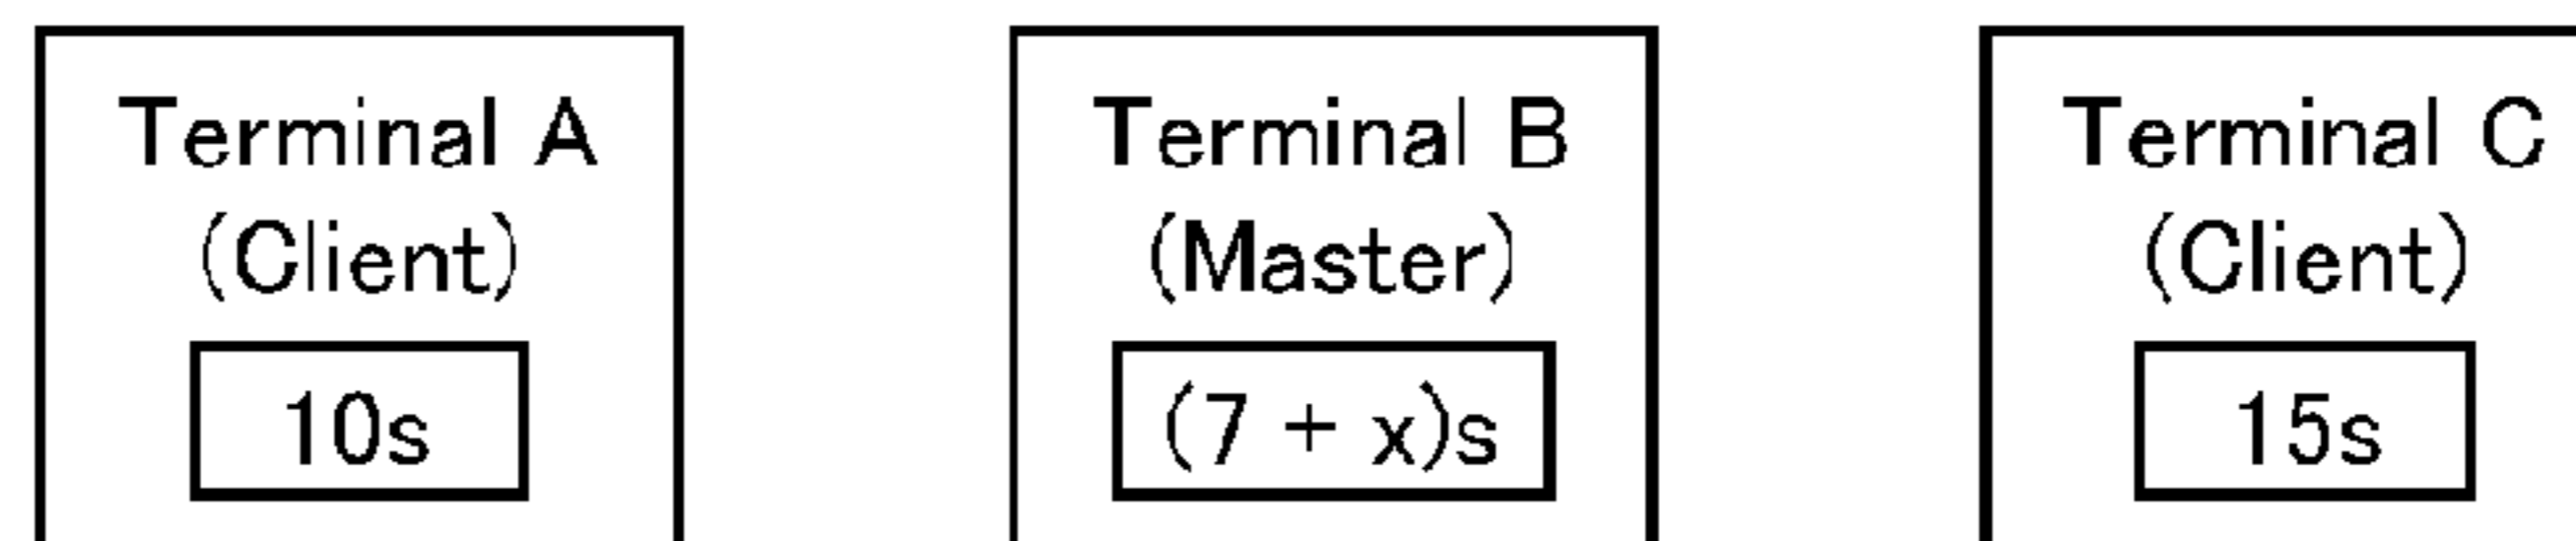 Terminal A
(Client)
10s
Terminal B
(Master)
(7 + x)s
Terminal C
(Client)
15s